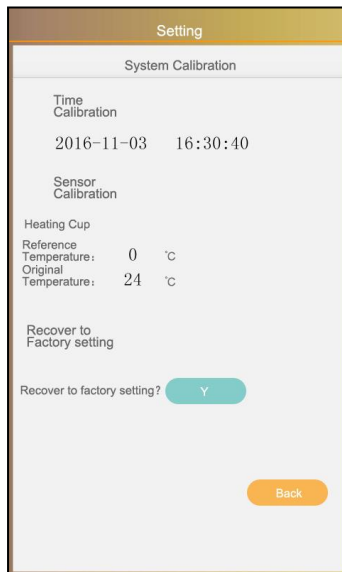 Setting
System Calibration
Time
Calibration
2016-11-03 16:30:40
Sensor
Calibration
Heating Cup
Reference
Temperature: 0 °C
Original
Temperature: 24 °C
Recover to
Factory setting
Recover to factory setting? Y
Back